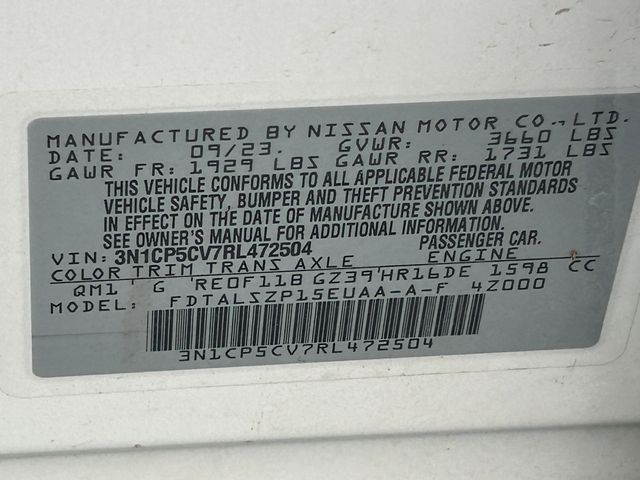 MANUFACTURED BY NISSAN MOTOR CO., LTD.
DATE: 09/23. GVWR: 3660 LBS
GAWR FR: 1929 LBS GAWR RR: 1731 LBS
THIS VEHICLE CONFORMS TO ALL APPLICABLE FEDERAL MOTOR
VEHICLE SAFETY, BUMPER AND THEFT PREVENTION STANDARDS
IN EFFECT ON THE DATE OF MANUFACTURE SHOWN ABOVE.
SEE OWNER'S MANUAL FOR ADDITIONAL INFORMATION.
VIN: 3N1CP5CV7RL472504 PASSENGER CAR.
COLOR TRIM TRANS AXLE ENGINE
QM1 G RE0F11B GZ39 HR16DE 1598 CC
MODEL: FDTALSZP15EUAA-A-F 4Z000
3N1CP5CV7RL472504